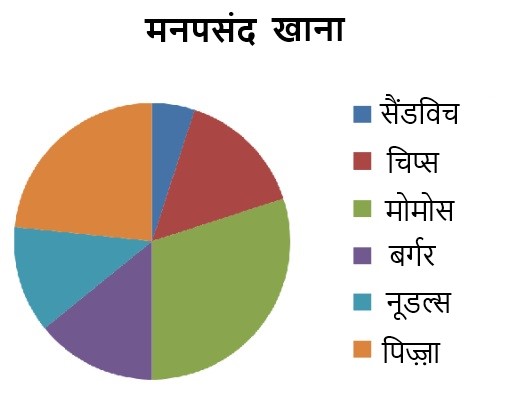 मनपसंद खाना
सैंडविच
चिप्स
मोमोस
बर्गर
नूडल्स
पिज़्ज़ा